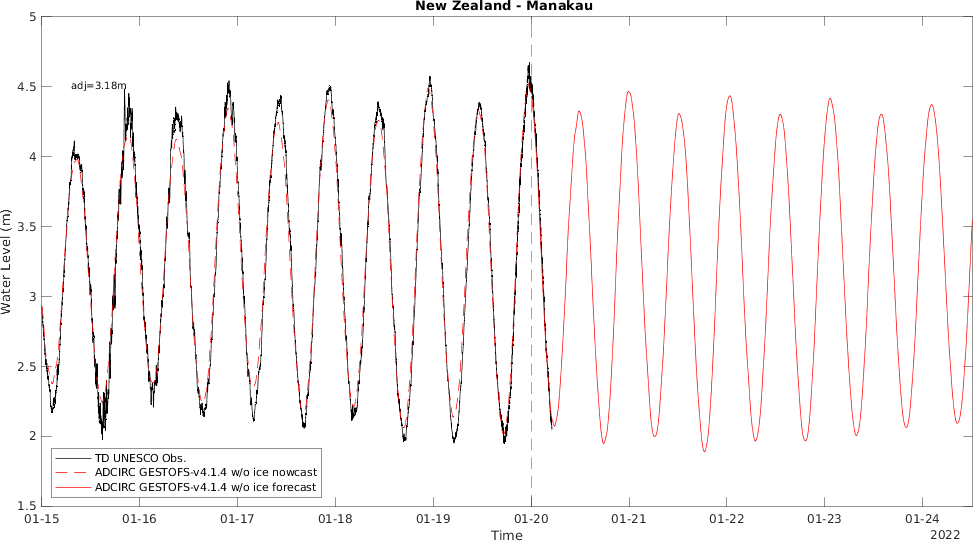 New Zealand - Manakau
5
4.5
4
3.5
3
2.5
2
1.5
Water Level (m)
adj=3.18m
TD UNESCO Obs.
ADCIRC GESTOFS-v4.1.4 w/o ice nowcast
ADCIRC GESTOFS-v4.1.4 w/o ice forecast
01-15 01-16 01-17 01-18 01-19 01-20 01-21 01-22 01-23 01-24
Time
2022